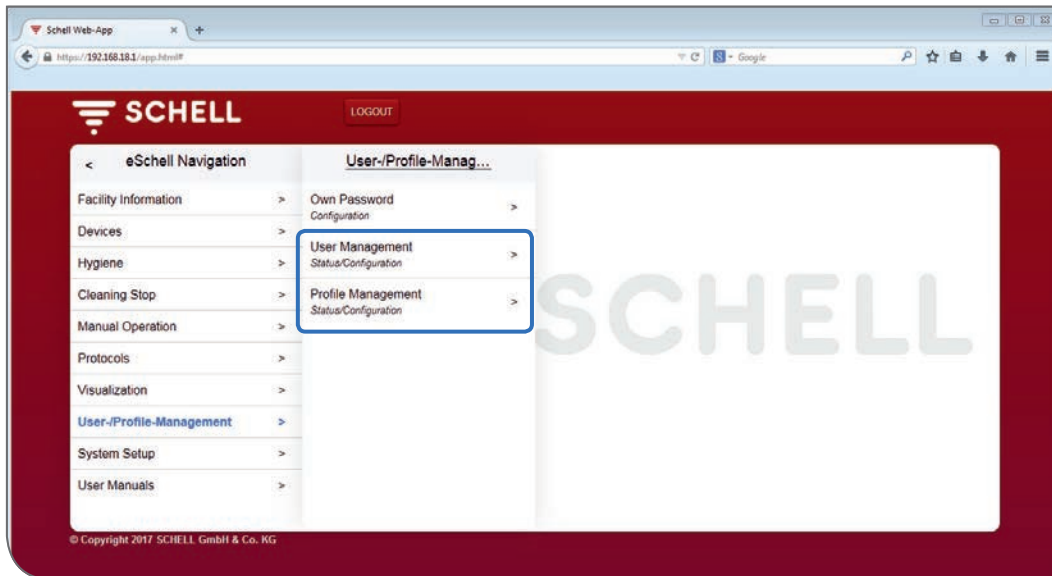 Schell Web-App
https://192.168.18.1/app.html#
Google
SCHELL
LOGOUT
< eSchell Navigation
User-/Profile-Manag...
Facility Information >
Devices >
Hygiene >
Cleaning Stop >
Manual Operation >
Protocols >
Visualization >
User-/Profile-Management >
System Setup >
User Manuals >
Own Password >
Configuration
User Management >
Status/Configuration
Profile Management >
Status/Configuration
SCHELL
© Copyright 2017 SCHELL GmbH & Co. KG